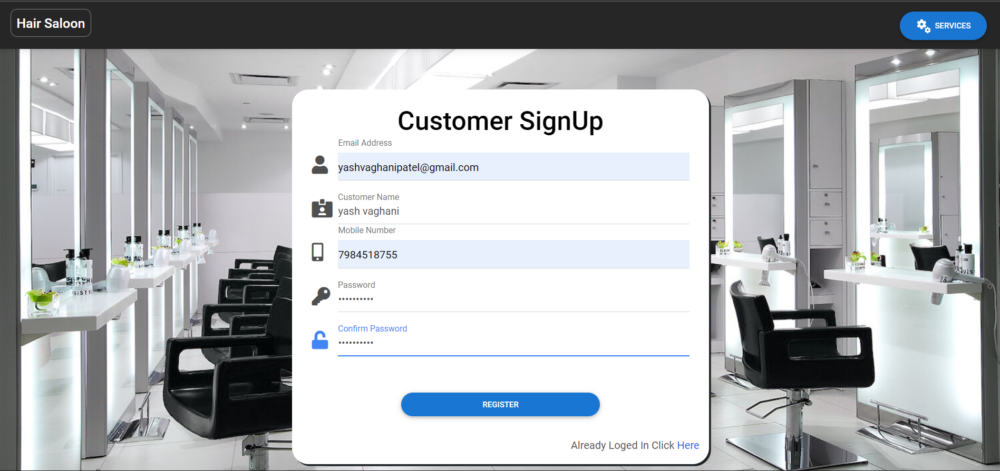 Hair Saloon
SERVICES
Customer SignUp
Email Address
yashvaghanipatel@gmail.com
Customer Name
yash vaghani
Mobile Number
7984518755
Password
••••••••••
Confirm Password
••••••••••
REGISTER
Already Loged In Click Here